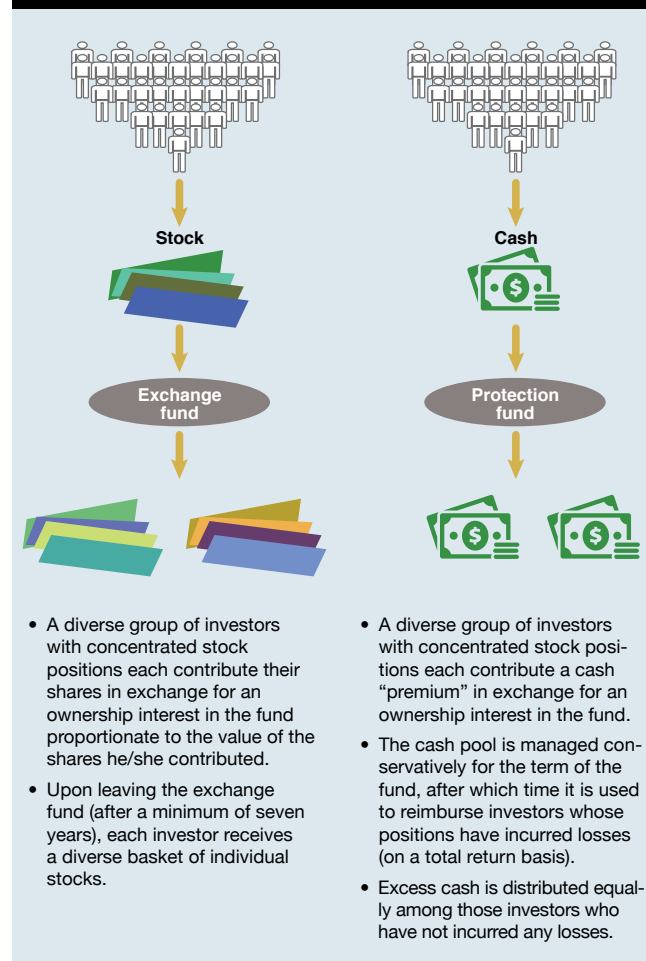 Stock
Exchange
fund
• A diverse group of investors
with concentrated stock
positions each contribute their
shares in exchange for an
ownership interest in the fund
proportionate to the value of the
shares he/she contributed.
• Upon leaving the exchange
fund (after a minimum of seven
years), each investor receives
a diverse basket of individual
stocks.
Cash
$
Protection
fund
$
$
• A diverse group of investors
with concentrated stock posi-
tions each contribute a cash
“premium” in exchange for an
ownership interest in the fund.
• The cash pool is managed con-
servatively for the term of the
fund, after which time it is used
to reimburse investors whose
positions have incurred losses
(on a total return basis).
• Excess cash is distributed equal-
ly among those investors who
have not incurred any losses.